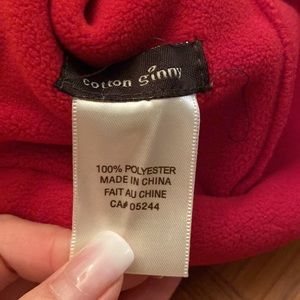 cotton ginny
100% POLYESTER
MADE IN CHINA
FAIT AU CHINE
CA# 05244